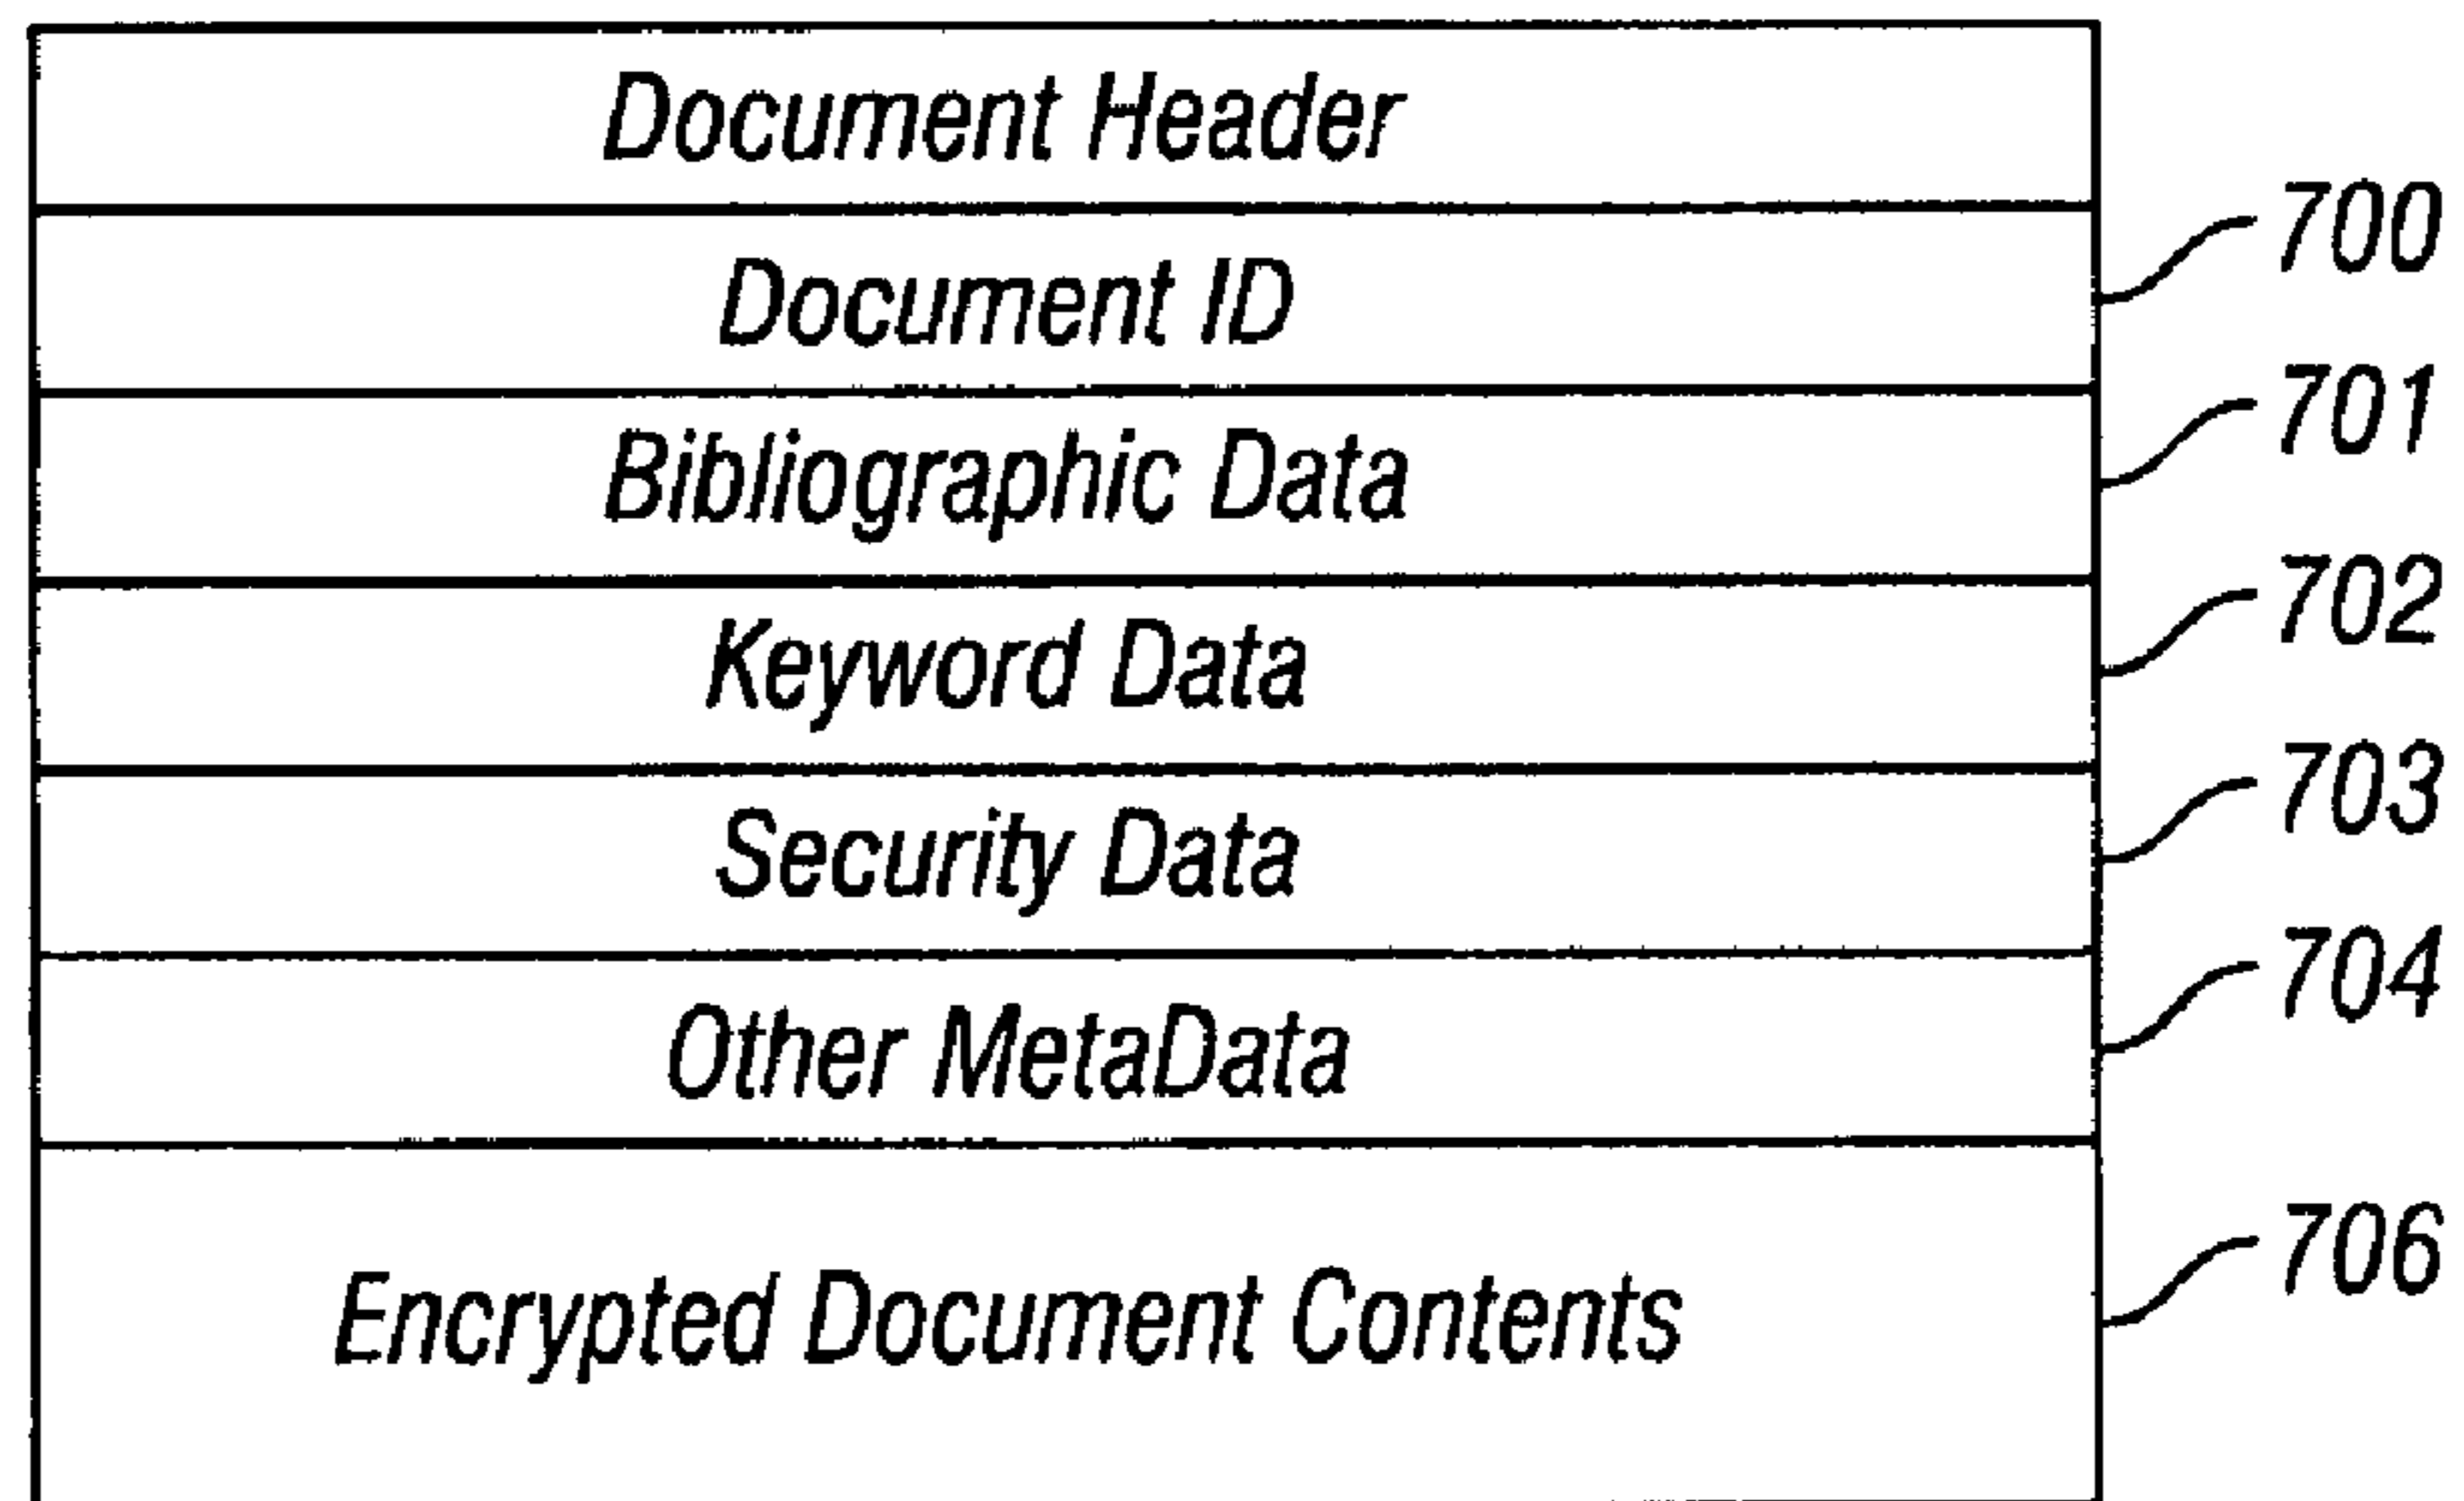 Document Header
Document ID
700
Bibliographic Data
701
Keyword Data
702
Security Data
703
Other MetaData
704
Encrypted Document Contents
706